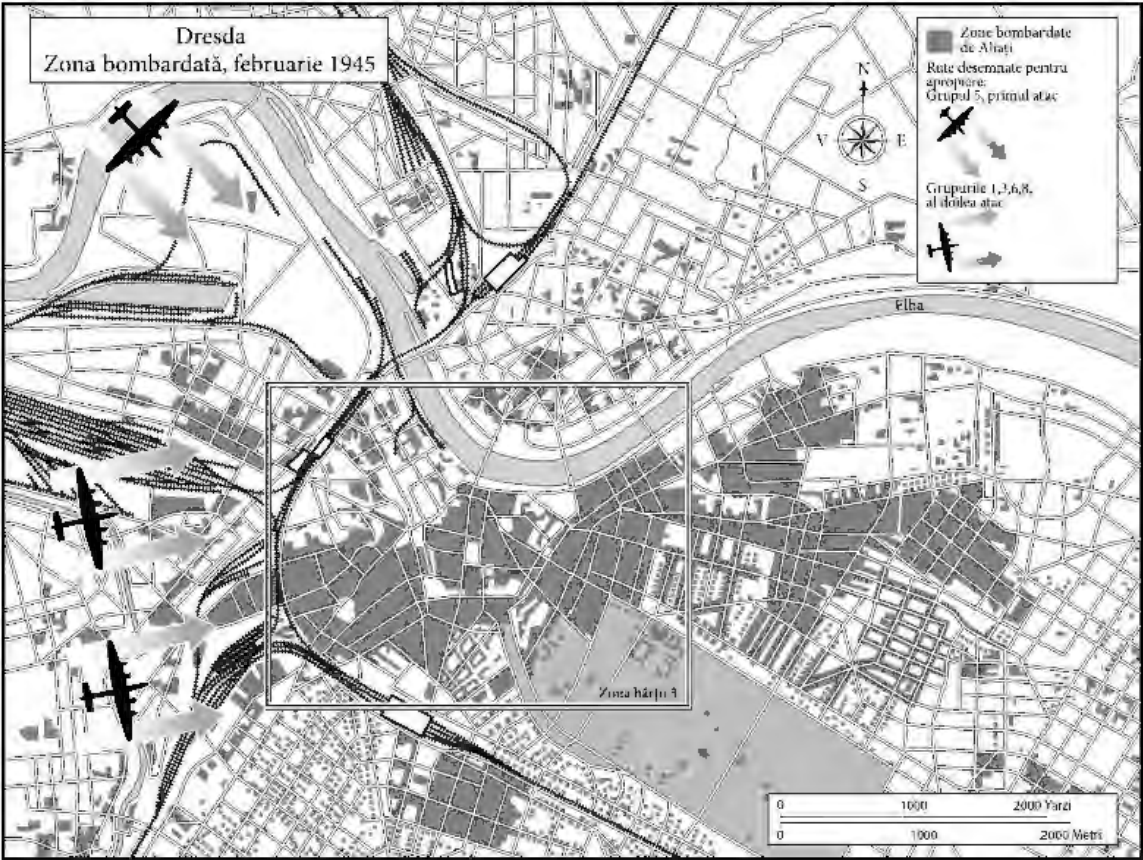 Dresda
Zona bombardată, februarie 1945
Zone bombardate
de Aliați
Rute desemnate pentru
apropiere:
Grupul 5, primul atac
Grupurile 1,3,6,8,
al doilea atac
N
V E
S
Elba
Zona hărții 3
0 1000 2000 Yarzi
0 1000 2000 Metri